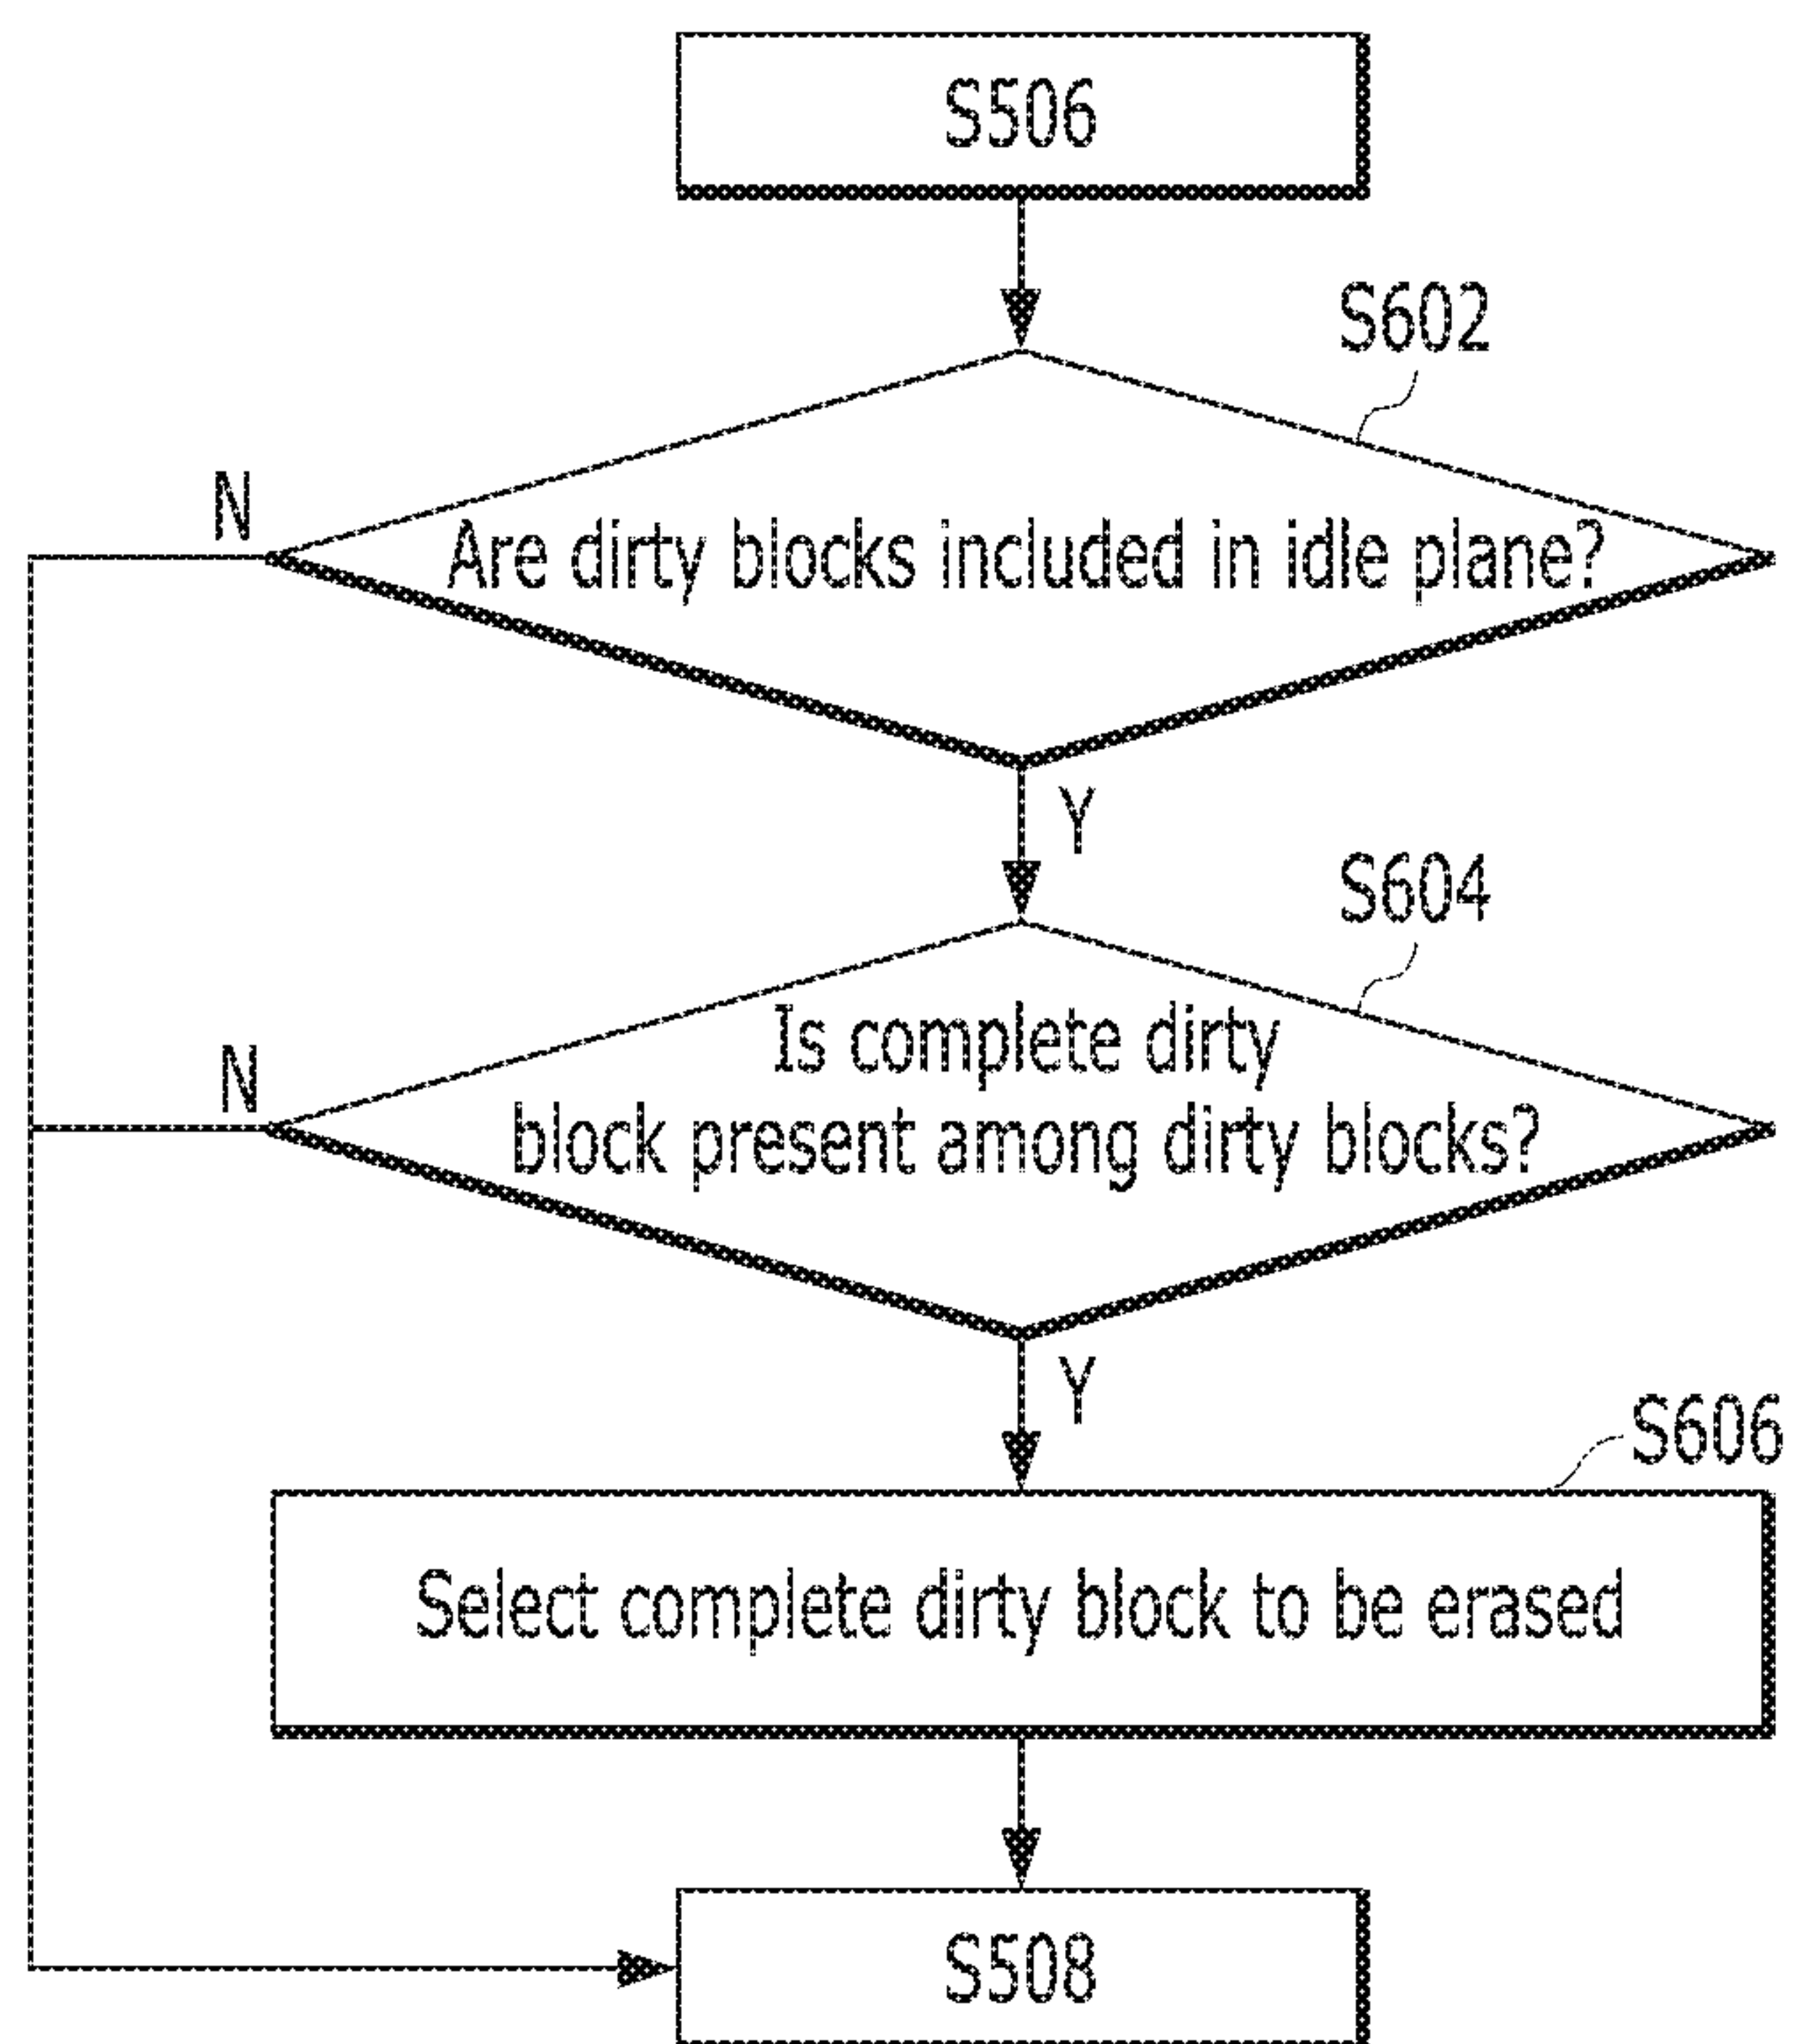 S506
S602
N
Are dirty blocks included in idle plane?
Y
S604
Is complete dirty
N
block present among dirty blocks?
Y
S606
Select complete dirty block to be erased
S508